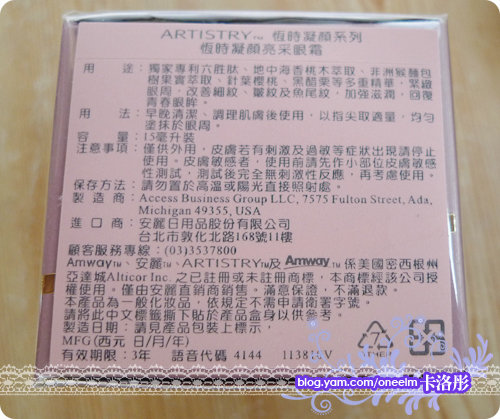 ARTISTRY™ 恆時凝顏系列
恆時凝顏亮采眼霜
用　途：獨家專利六胜肽、地中海香桃木萃取、非洲猴麵包
樹果實萃取、針葉櫻桃、黑醋栗等多重精華，緊緻
眼周，改善細紋、皺紋及魚尾紋，加強滋潤，回復
青春眼眸。
用　法：早晚清潔、調理肌膚後使用，以指尖取適量，均勻
塗抹於眼周。
容　量：15毫升裝
注意事項：僅供外用。皮膚若有刺激及過敏等症狀出現請停止
使用。皮膚敏感者，使用前請先作小部位皮膚敏感
性測試，測試後完全無刺激性反應，再考慮使用。
保存方法：請勿置於高溫或陽光直接照射處。
製造商：Access Business Group LLC, 7575 Fulton Street, Ada,
Michigan 49355, USA
進口商：安麗日用品股份有限公司
台北市敦化北路168號11樓
顧客服務專線：(03)3537800
Amway™、安麗™、ARTISTRY™及 Amway™ 係美國密西根州
亞達城Alticor Inc. 之已註冊或未註冊商標，本商標經該公司授
權使用。僅由安麗直銷商銷售。滿意保證，不滿退款。
本產品為一般化妝品，依規定不需申請衛署字號。
請將此中文標籤撕下貼於產品盒身以供參考。
製造日期：請見產品包裝上標示
MFG (西元 日/月/年)
有效期限：3年　語音代碼 4144
blog.yam.com/oneelm 卡洛彤